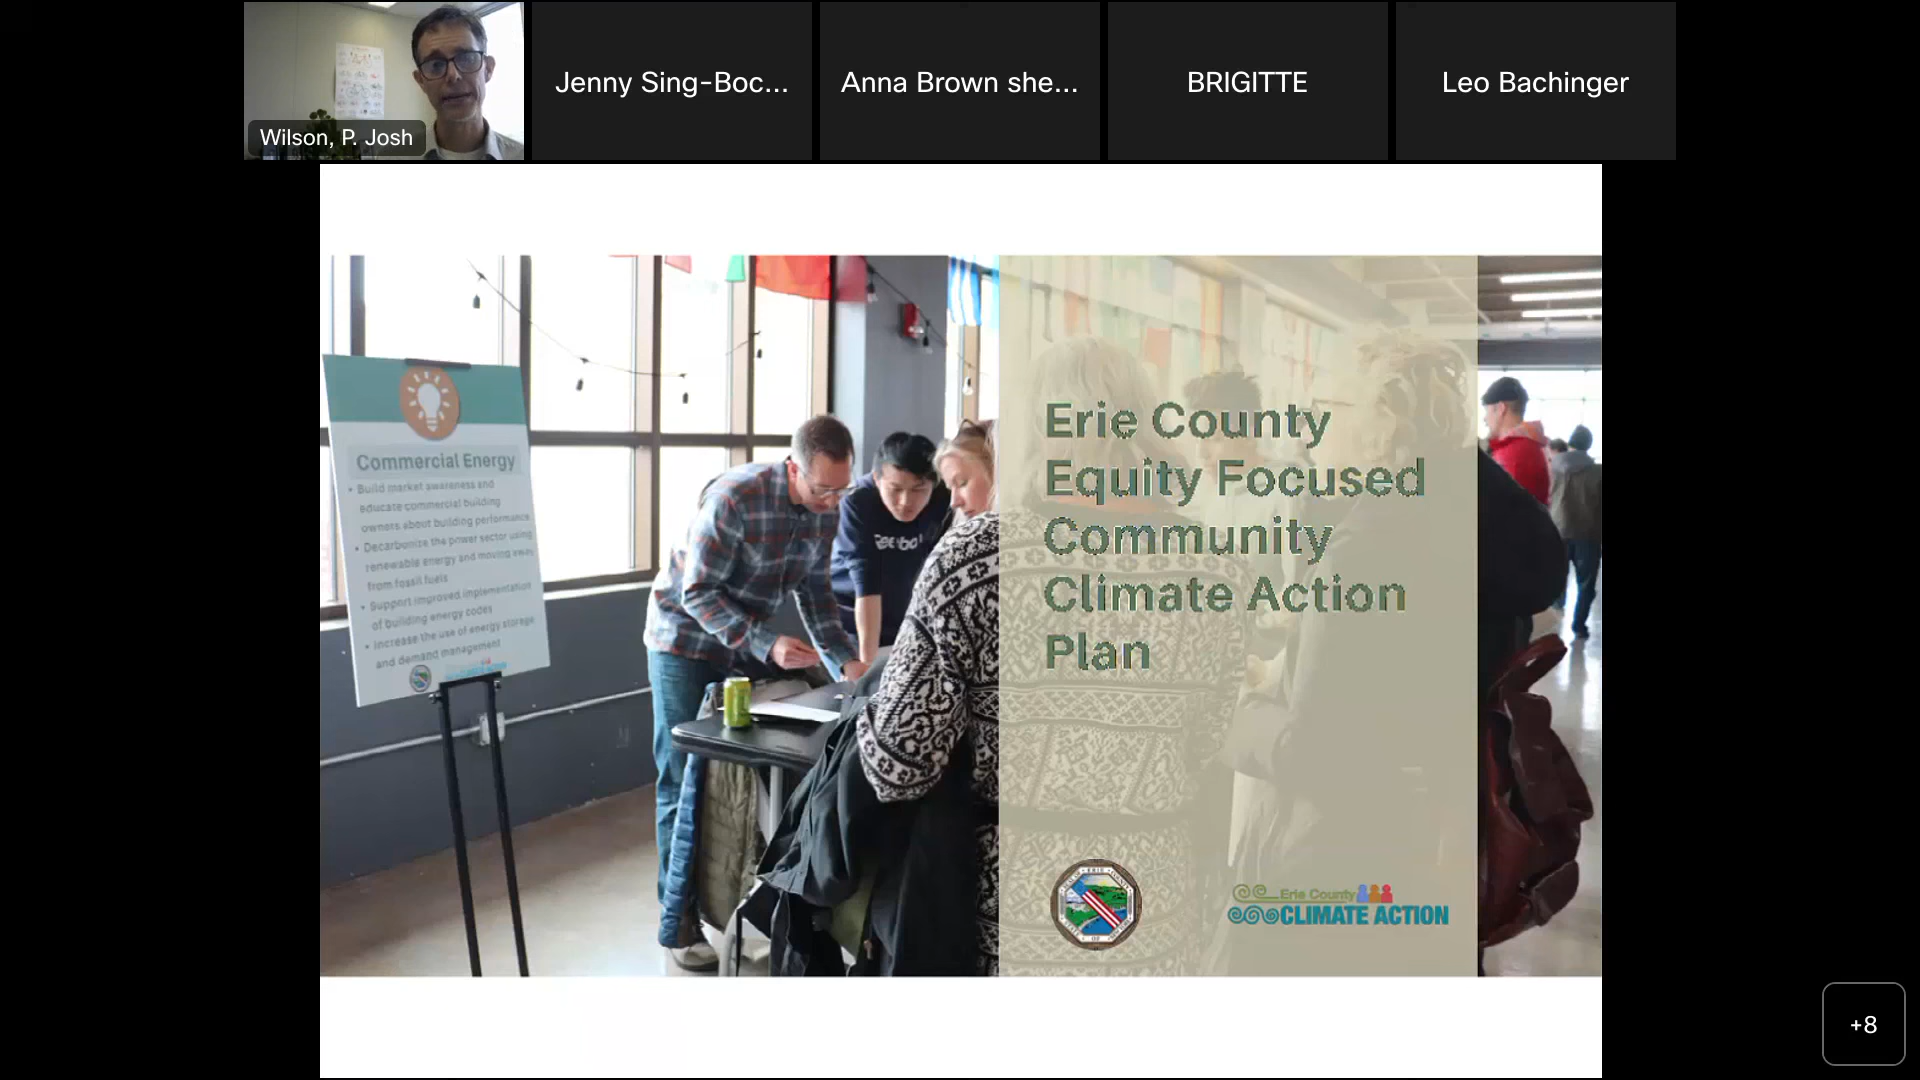 Wilson, P. Josh
Jenny Sing-Boc...
Anna Brown she...
BRIGITTE
Leo Bachinger
Commercial Energy
• Build market awareness and
educate commercial building
owners about building performance
• Decarbonize the power sector using
renewable energy and moving away
from fossil fuels
• Support improved implementation
of building energy codes
• Increase the use of energy storage
and demand management
Erie County
Equity Focused
Community
Climate Action
Plan
Erie County
CLIMATE ACTION
+8